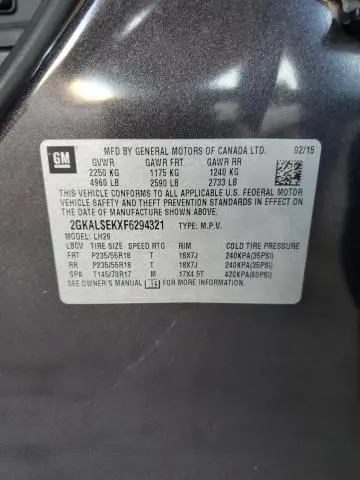 GM
MFD BY GENERAL MOTORS OF CANADA LTD. 02/15
GVWR GAWR FRT GAWR RR
2250 KG 1175 KG 1240 KG
4960 LB 2590 LB 2733 LB
THIS VEHICLE CONFORMS TO ALL APPLICABLE U.S. FEDERAL MOTOR
VEHICLE SAFETY AND THEFT PREVENTION STANDARDS IN EFFECT
ON THE DATE OF MANUFACTURE SHOWN ABOVE.
2GKALSEKXF6294321 TYPE: M.P.V.
MODEL: LH26
LBCV TIRE SIZE SPEED RTG RIM COLD TIRE PRESSURE
FRT P235/55R18 T 18X7J 240KPA(35PSI)
RR P235/55R18 T 18X7J 240KPA(35PSI)
SPA T145/70R17 M 17X4.5T 420KPA(60PSI)
SEE OWNER'S MANUAL FOR MORE INFORMATION.